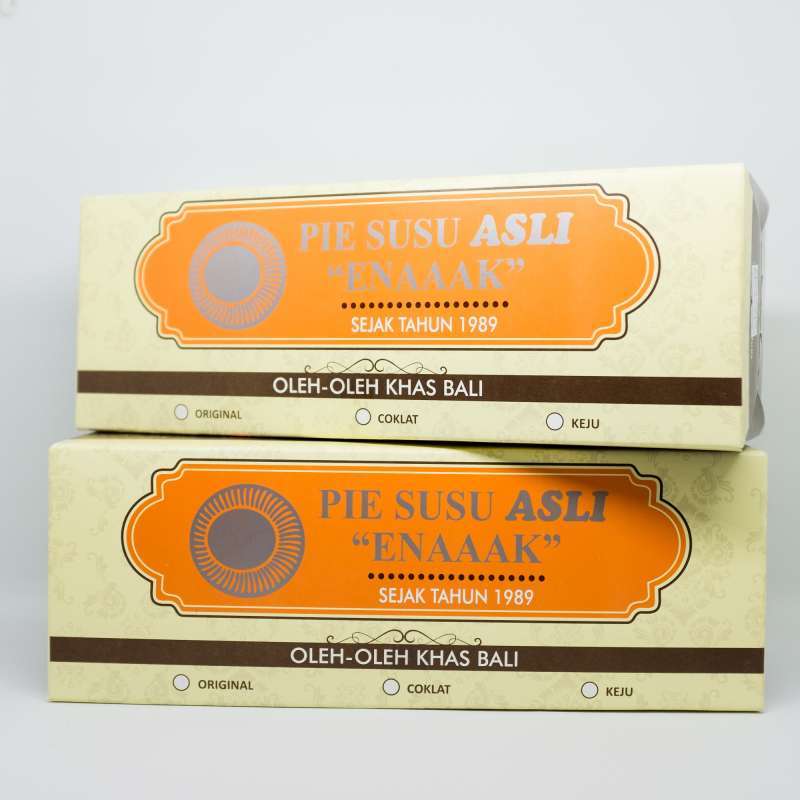 PIE SUSU ASLI
“ENAAAK”
SEJAK TAHUN 1989
OLEH-OLEH KHAS BALI
ORIGINAL COKLAT KEJU
PIE SUSU ASLI
“ENAAAK”
SEJAK TAHUN 1989
OLEH-OLEH KHAS BALI
ORIGINAL COKLAT KEJU